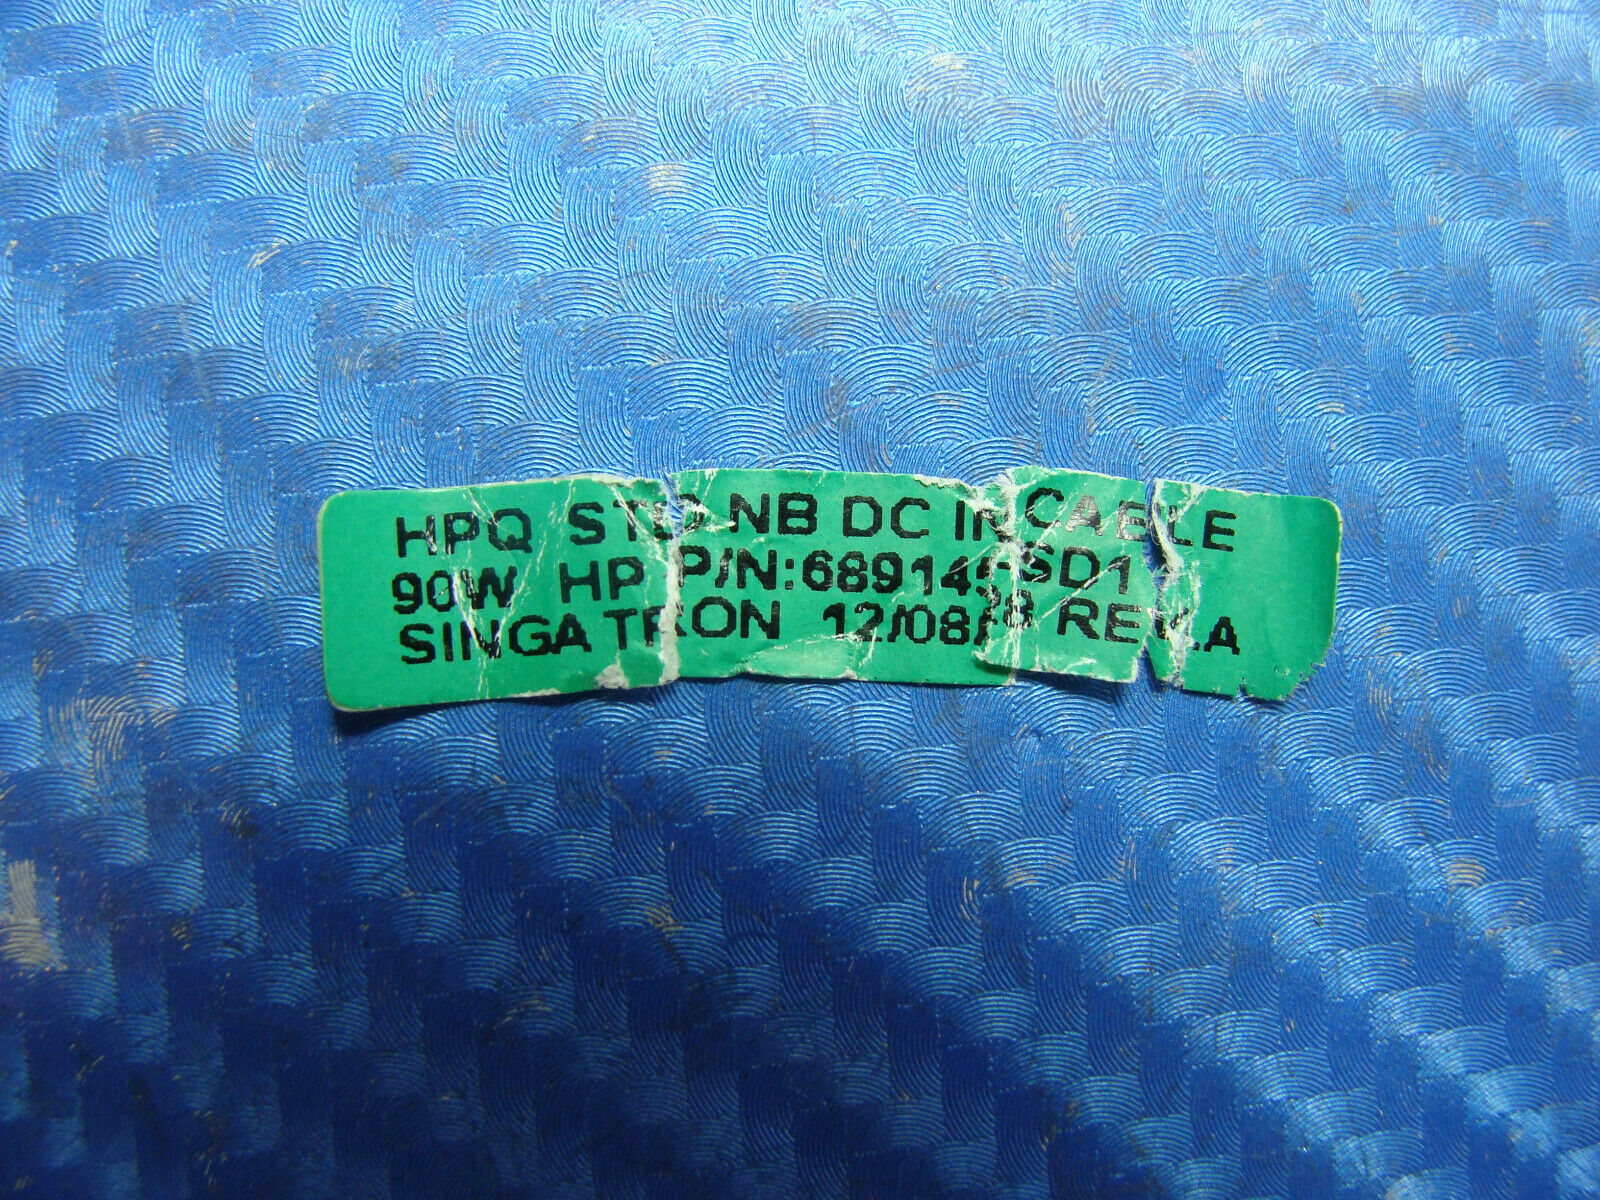 HPQ STD NB DC IN CABLE
90W HP P/N:689145-SD1
SINGATRON REV.A